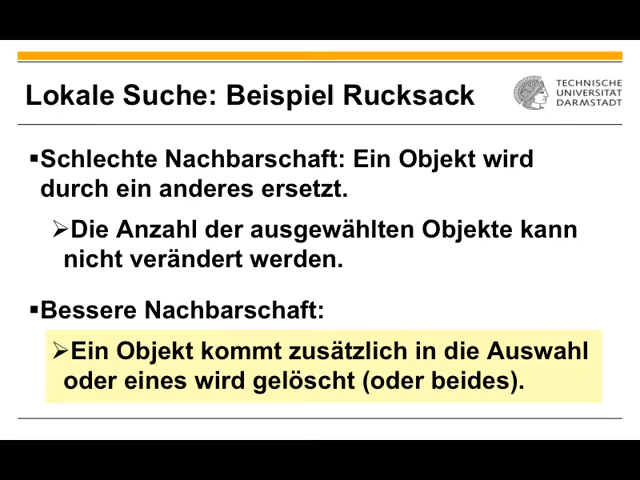 Lokale Suche: Beispiel Rucksack
TECHNISCHE
UNIVERSITÄT
DARMSTADT
▪Schlechte Nachbarschaft: Ein Objekt wird
durch ein anderes ersetzt.
➢Die Anzahl der ausgewählten Objekte kann
nicht verändert werden.
▪Bessere Nachbarschaft:
➢Ein Objekt kommt zusätzlich in die Auswahl
oder eines wird gelöscht (oder beides).